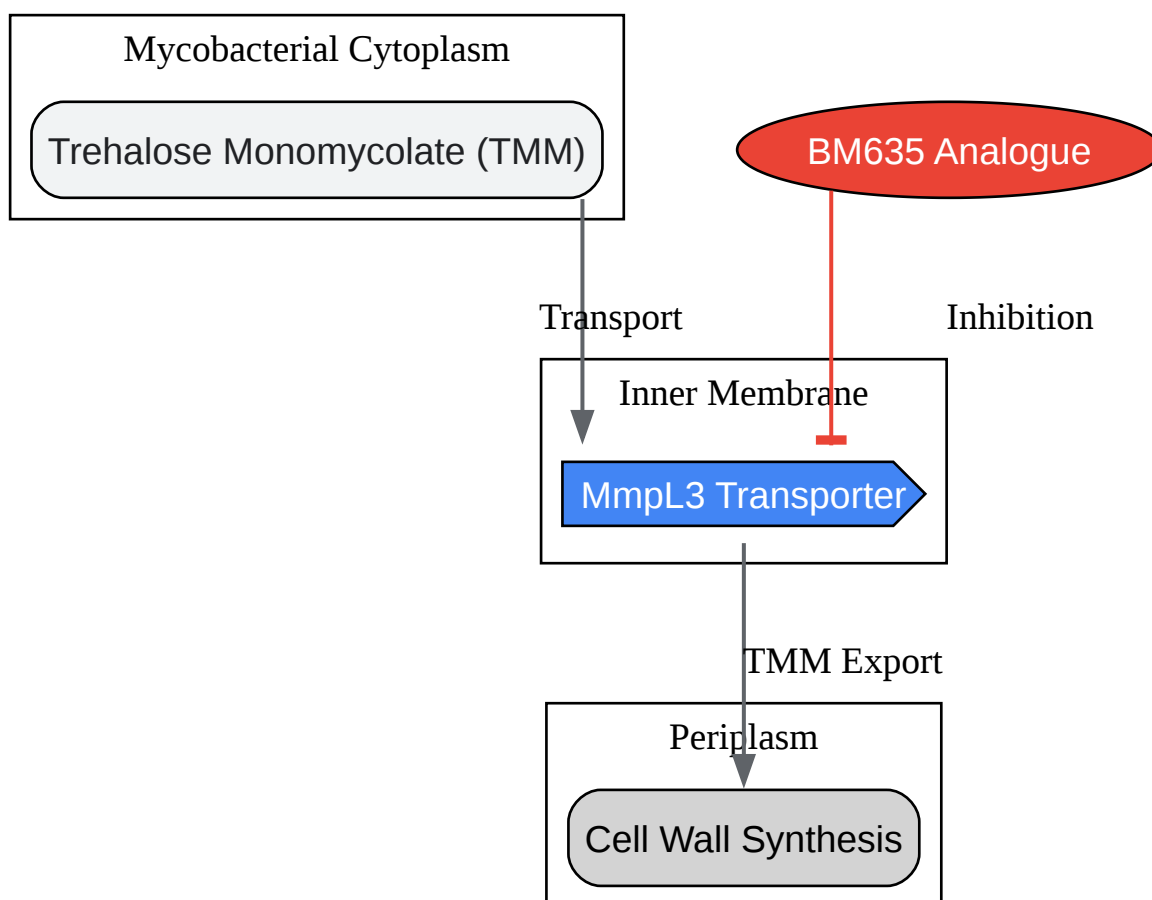 Mycobacterial Cytoplasm
Trehalose Monomycolate (TMM)
BM635 Analogue
Transport
Inhibition
Inner Membrane
MmpL3 Transporter
TMM Export
Periplasm
Cell Wall Synthesis